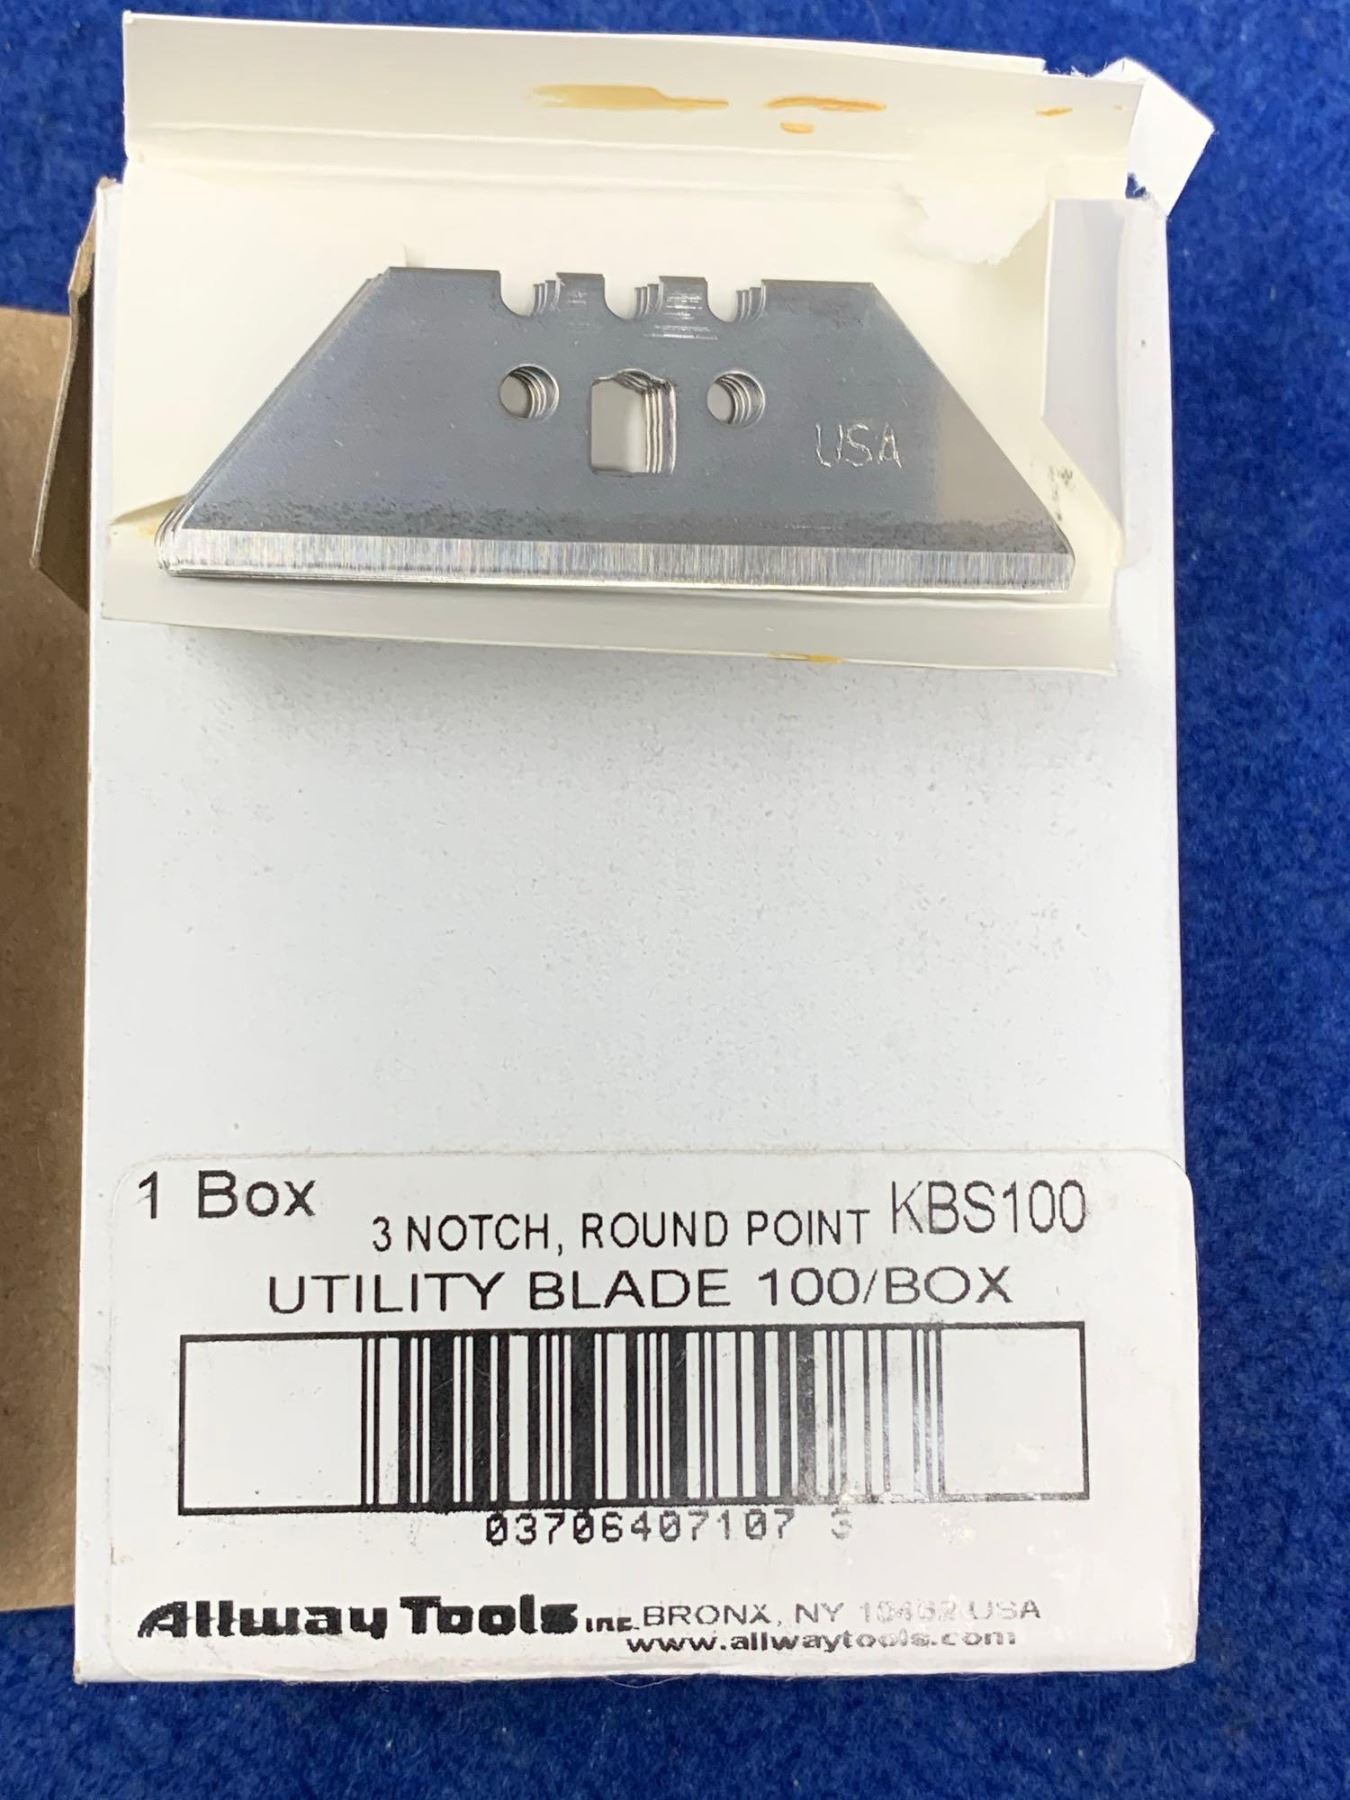 USA
1 Box
3 NOTCH, ROUND POINT KBS100
UTILITY BLADE 100/BOX
03706407107 3
Allway Tools INC. BRONX, NY 10462 USA
www.allwaytools.com